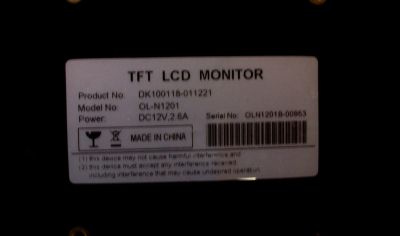 TFT LCD MONITOR
Product No: DK100118-011221
Model No: OL-N1201
Power: DC12V,2.6A Serial No: OLN12018-00953
MADE IN CHINA
(1) this device may not cause harmful interfernice,and
(2) this device must accept any interference received.
including interference that may cause undesired operation.